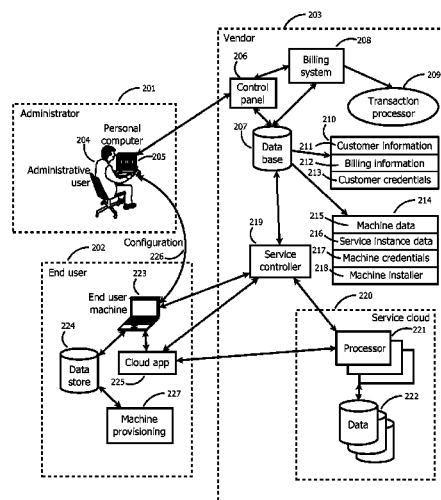 203
Vendor
208
206
Billing system
209
201
Control panel
Administrator
Transaction processor
Personal computer
204
205
207
Data base
210
211
Customer information
212
Billing information
213
Customer credentials
Administrative user
214
215
Machine data
216
Service instance data
217
Machine credentials
218
Machine installer
219
Service controller
Configuration
226
202
End user
223
220
Service cloud
End user machine
221
Processor
224
Data store
Cloud app
225
227
222
Data
Machine provisioning